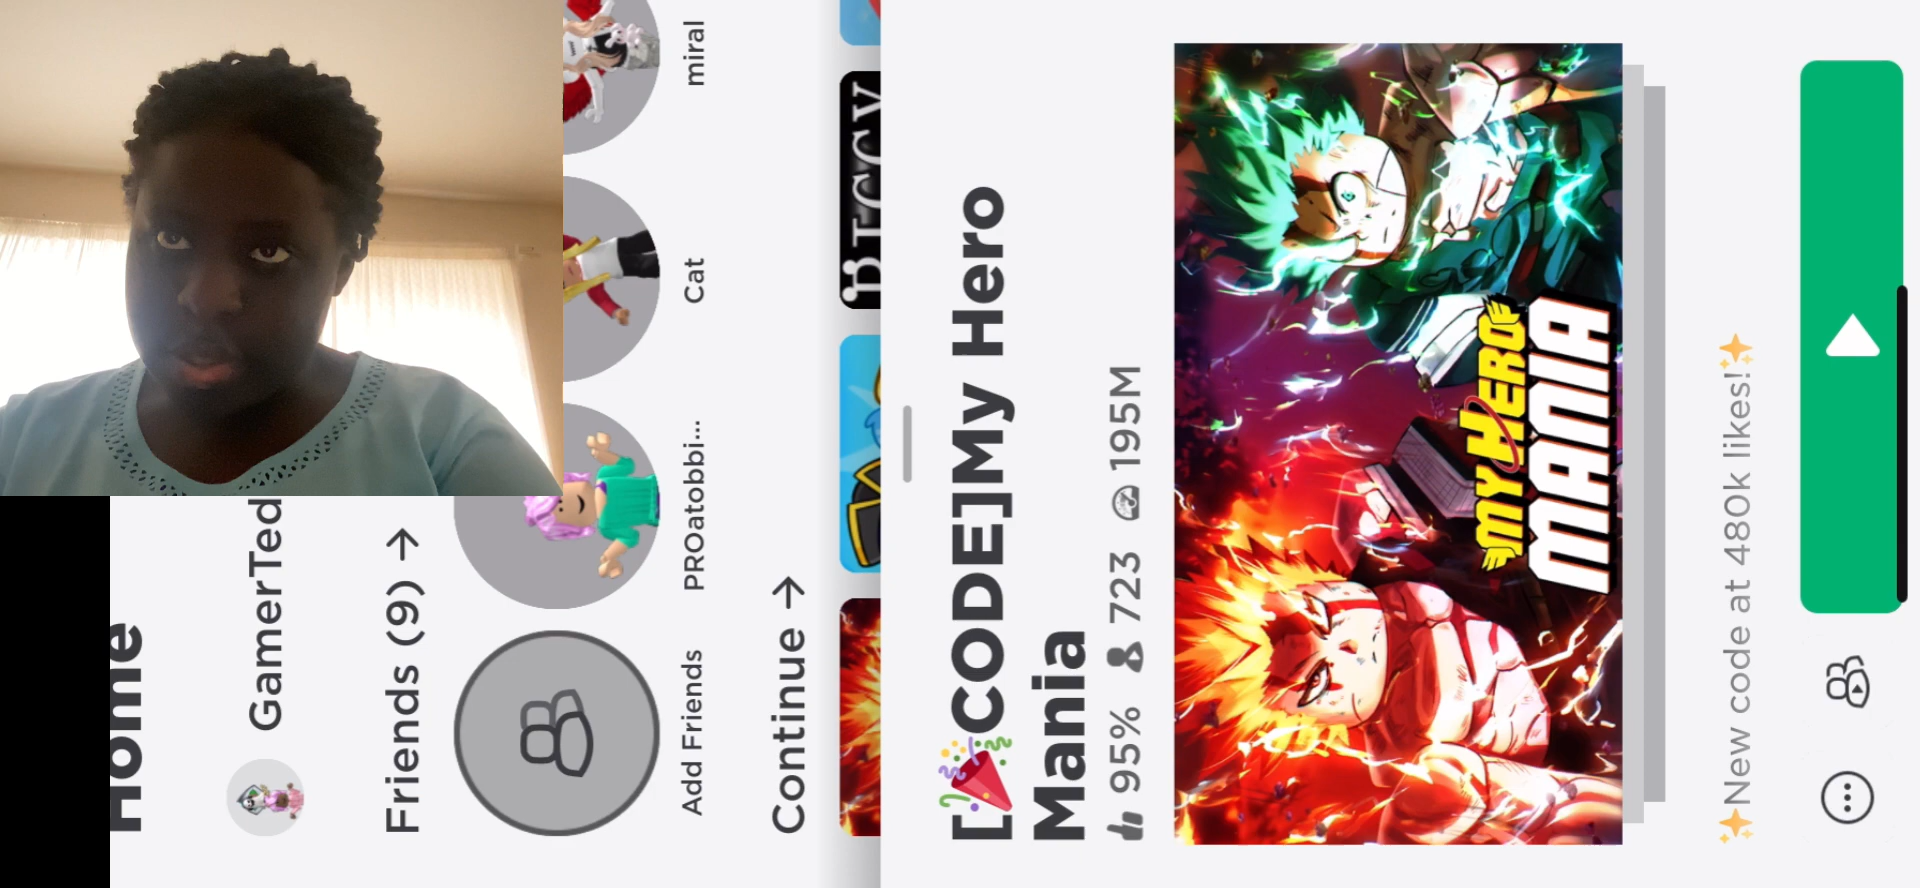 Home
GamerTed
Friends (9) →
Add Friends
PROatobbi...
Cat
miral
Continue →
[🎉CODE]My Hero
Mania
95% 723 195M
MY HERO
MANIA
✨New code at 480k likes!✨